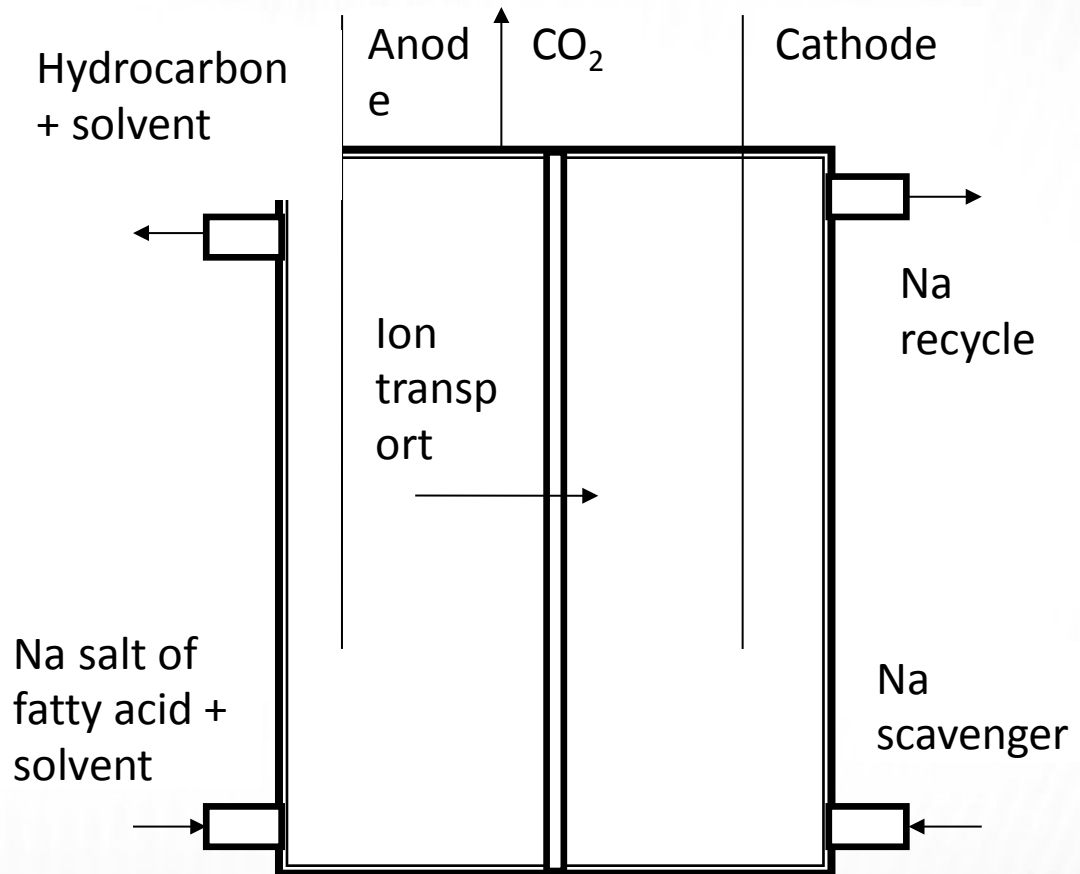 Hydrocarbon
+ solvent
Anod
e
CO₂
Cathode
Ion
transp
ort
Na
recycle
Na salt of
fatty acid +
solvent
Na
scavenger